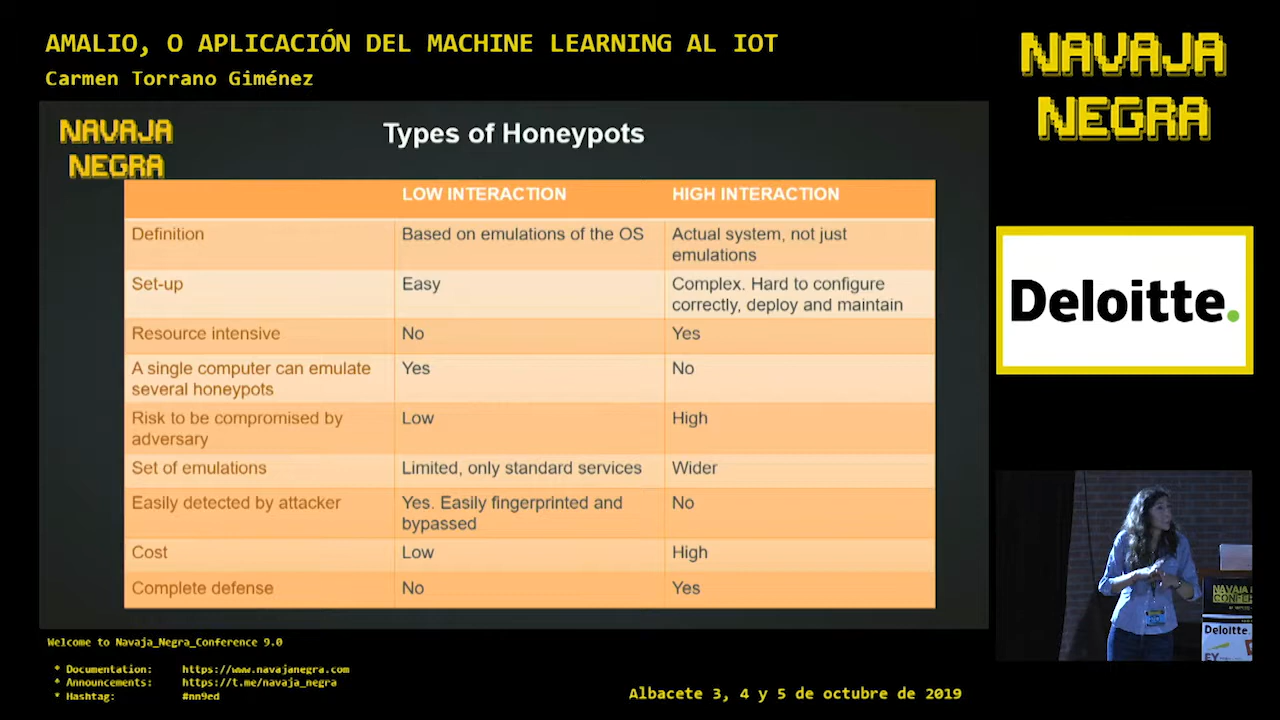 AMALIO, O APLICACIÓN DEL MACHINE LEARNING AL IOT
Carmen Torrano Giménez
NAVAJA
NEGRA
NAVAJA
NEGRA
Types of Honeypots
LOW INTERACTION
HIGH INTERACTION
Definition
Based on emulations of the OS
Actual system, not just
emulations
Set-up
Easy
Complex. Hard to configure
correctly, deploy and maintain
Resource intensive
No
Yes
A single computer can emulate
several honeypots
Yes
No
Risk to be compromised by
adversary
Low
High
Set of emulations
Limited, only standard services
Wider
Easily detected by attacker
Yes. Easily fingerprinted and
bypassed
No
Cost
Low
High
Complete defense
No
Yes
Deloitte.
NAVAJA
Deloitte
EY
Welcome to Navaja_Negra_Conference 9.0
* Documentation: https://www.navajanegra.com
* Announcements: https://t.me/navaja_negra
* Hashtag: #nn9ed
Albacete 3, 4 y 5 de octubre de 2019